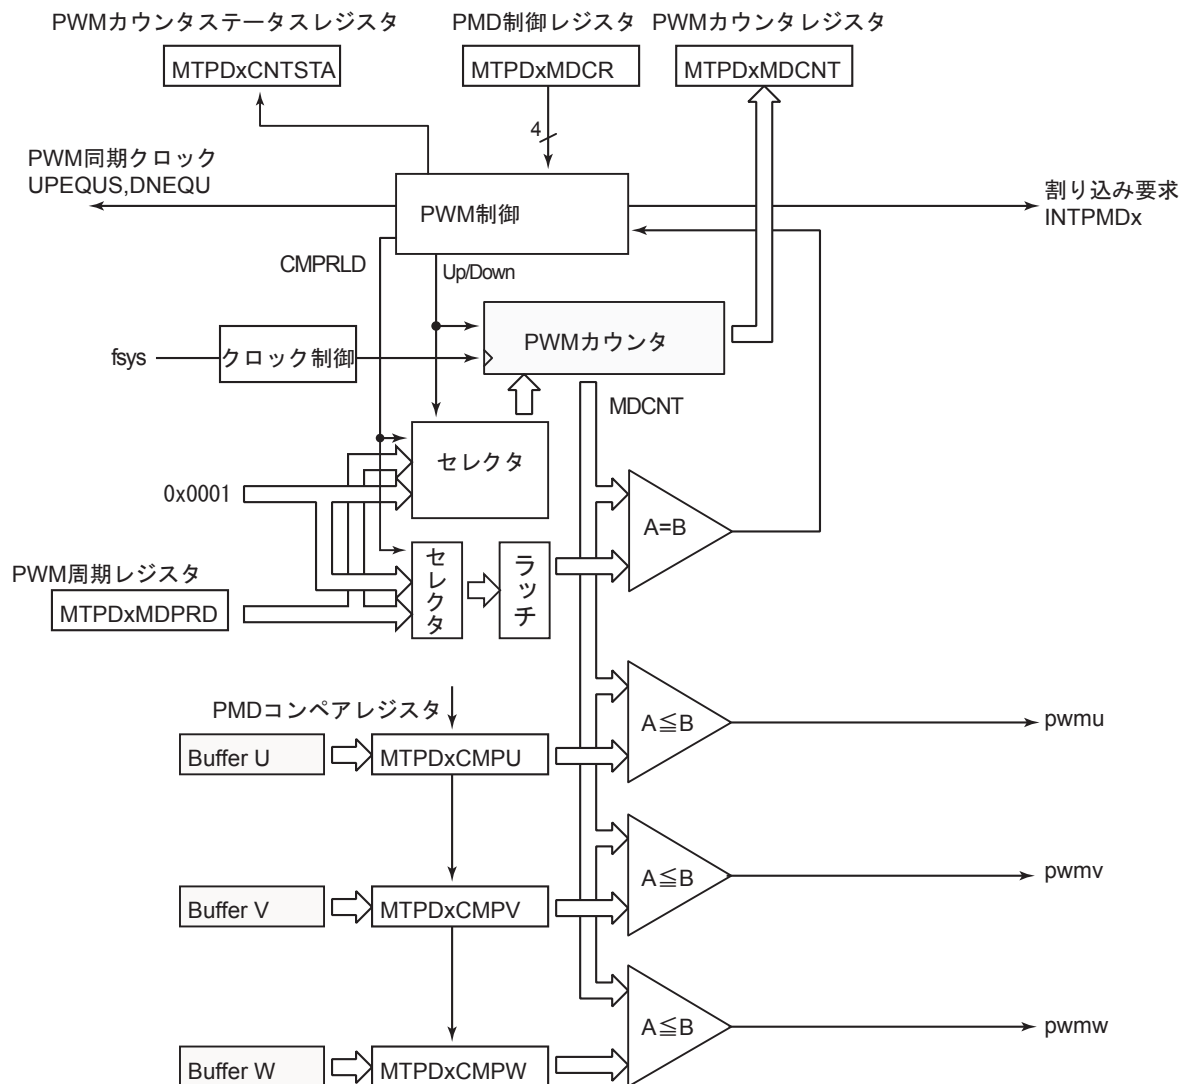 PWMカウンタステータスレジスタ
MTPDxCNTSTA
PMD制御レジスタ
MTPDxMDCR
PWMカウンタレジスタ
MTPDxMDCNT
4
PWM同期クロック
UPEQUS,DNEQU
PWM制御
割り込み要求
INTPMDx
CMPRLD
Up/Down
fsys
クロック制御
PWMカウンタ
MDCNT
セレクタ
0x0001
A=B
PWM周期レジスタ
MTPDxMDPRD
セレクタ
ラッチ
PMDコンペアレジスタ
Buffer U
MTPDxCMPU
A≦B
pwmu
Buffer V
MTPDxCMPV
A≦B
pwmv
Buffer W
MTPDxCMPW
A≦B
pwmw